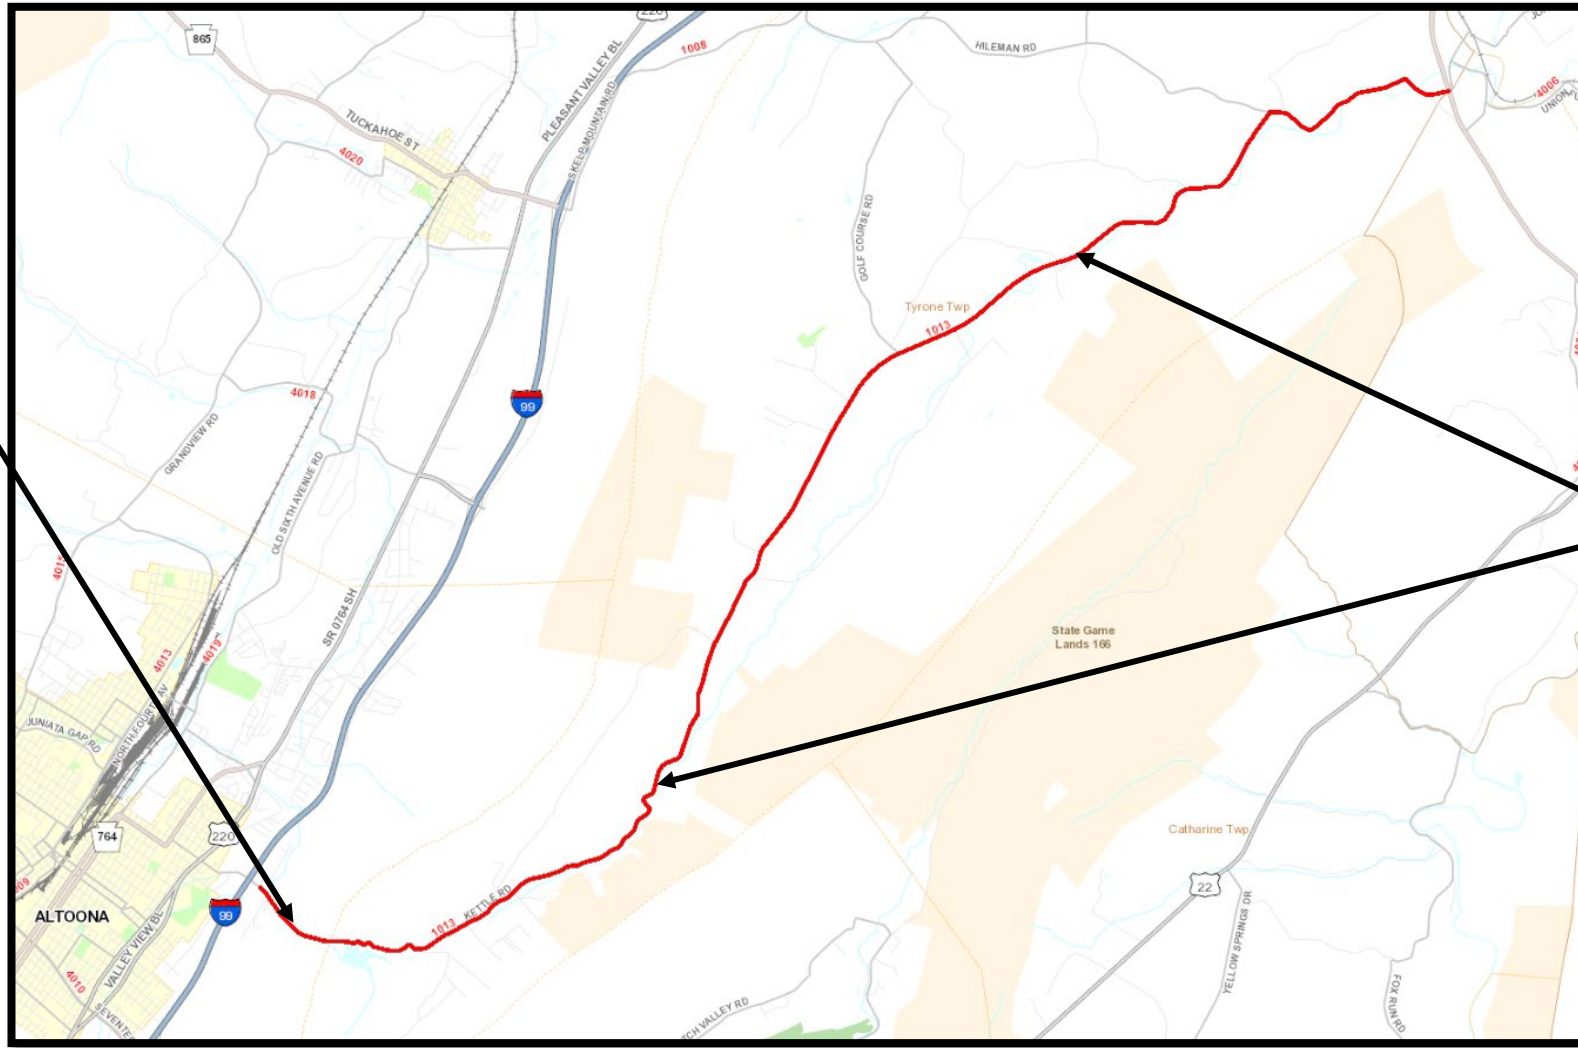 220
865
1008
HILEMAN RD
PLEASANT VALLEY BL
SKELP MOUNTAIN RD
TUCKAHOE ST
4020
4006
UNION
GOLF COURSE RD
Tyrone Twp
1013
99
4018
GRANDVIEW RD
OLD SIXTH AVENUE RD
SR 0764 SH
4013
4019
NORTH FOURTH AV
JUNIATA GAP RD
State Game
Lands 166
764
220
Catharine Twp
22
ALTOONA
99
1013
KETTLE RD
VALLEY VIEW BL
4010
YELLOW SPRINGS DR
FOX RUN RD
VALLEY RD